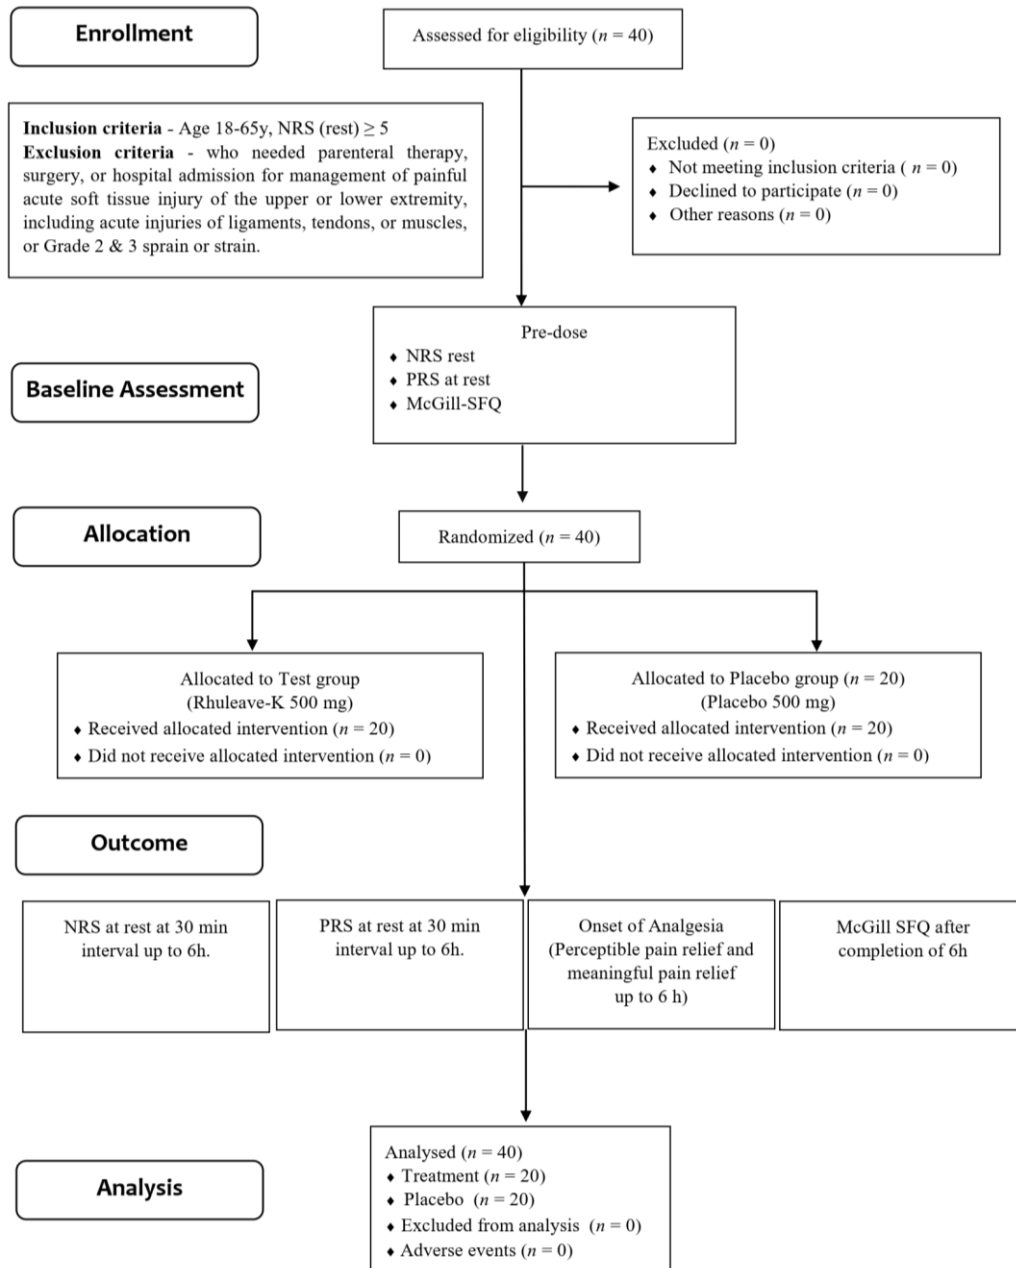 Enrollment
Assessed for eligibility (n = 40)
Inclusion criteria - Age 18-65y, NRS (rest) ≥ 5
Exclusion criteria - who needed parenteral therapy,
surgery, or hospital admission for management of painful
acute soft tissue injury of the upper or lower extremity,
including acute injuries of ligaments, tendons, or muscles,
or Grade 2 & 3 sprain or strain.
Excluded (n = 0)
♦ Not meeting inclusion criteria ( n = 0)
♦ Declined to participate (n = 0)
♦ Other reasons (n = 0)
Baseline Assessment
Pre-dose
♦ NRS rest
♦ PRS at rest
♦ McGill-SFQ
Allocation
Randomized (n = 40)
Allocated to Test group
(Rhuleave-K 500 mg)
♦ Received allocated intervention (n = 20)
♦ Did not receive allocated intervention (n = 0)
Allocated to Placebo group (n = 20)
(Placebo 500 mg)
♦ Received allocated intervention (n = 20)
♦ Did not receive allocated intervention (n = 0)
Outcome
NRS at rest at 30 min
interval up to 6h.
PRS at rest at 30 min
interval up to 6h.
Onset of Analgesia
(Perceptible pain relief and
meaningful pain relief
up to 6 h)
McGill SFQ after
completion of 6h
Analysis
Analysed (n = 40)
♦ Treatment (n = 20)
♦ Placebo (n = 20)
♦ Excluded from analysis (n = 0)
♦ Adverse events (n = 0)